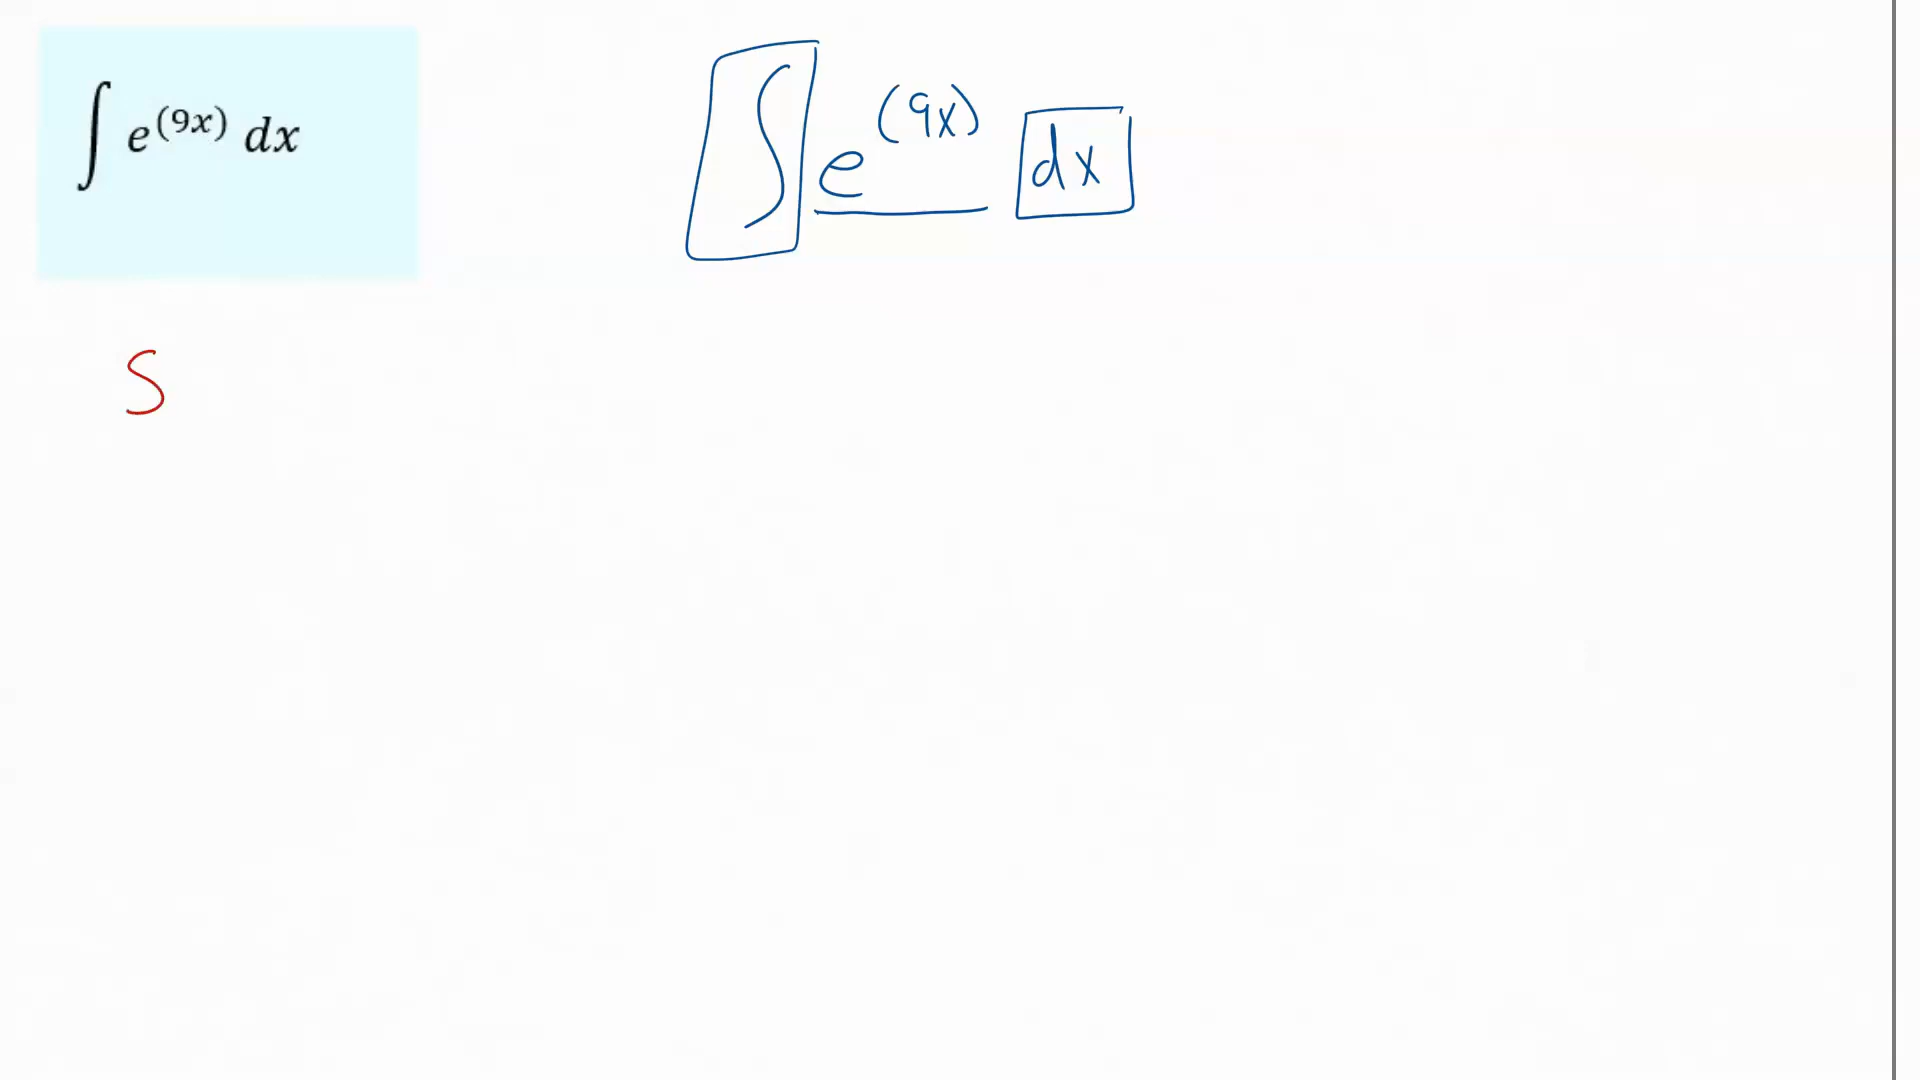 ∫ e^(9x) dx
∫ e^(9x) dx
S